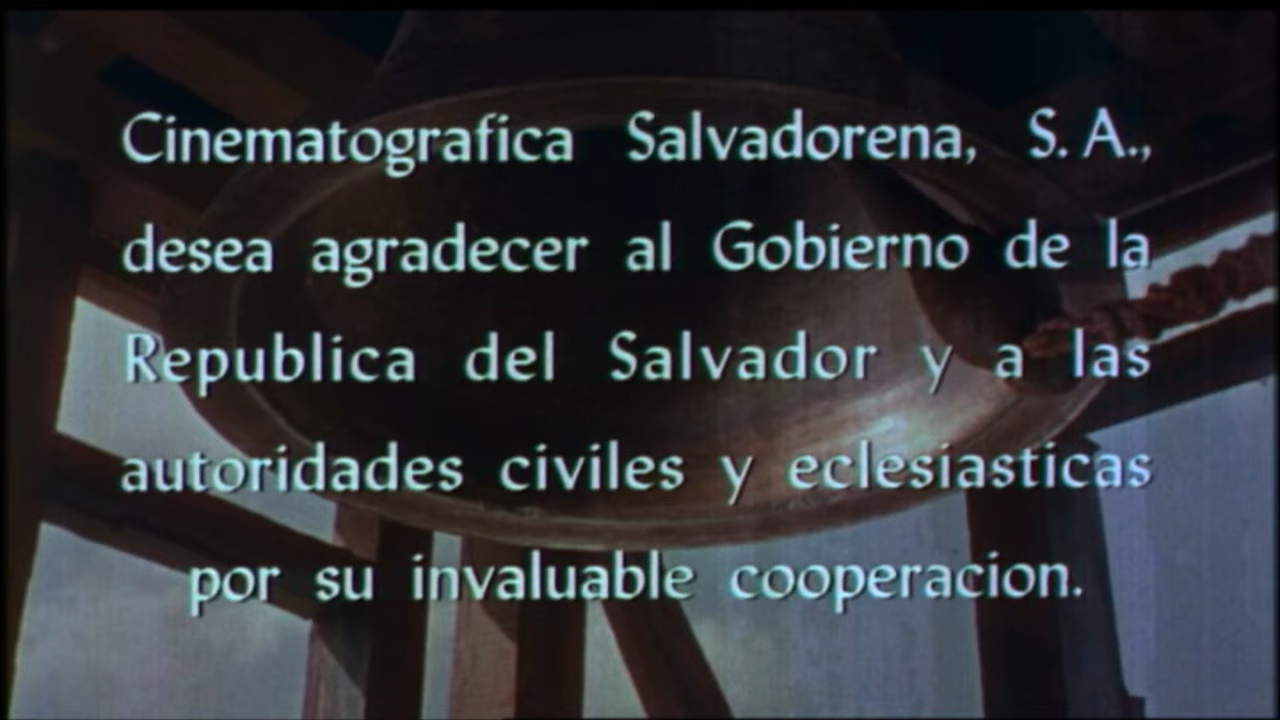 Cinematografica Salvadorena, S. A.,
desea agradecer al Gobierno de la
Republica del Salvador y a las
autoridades civiles y eclesiasticas
por su invaluable cooperacion.